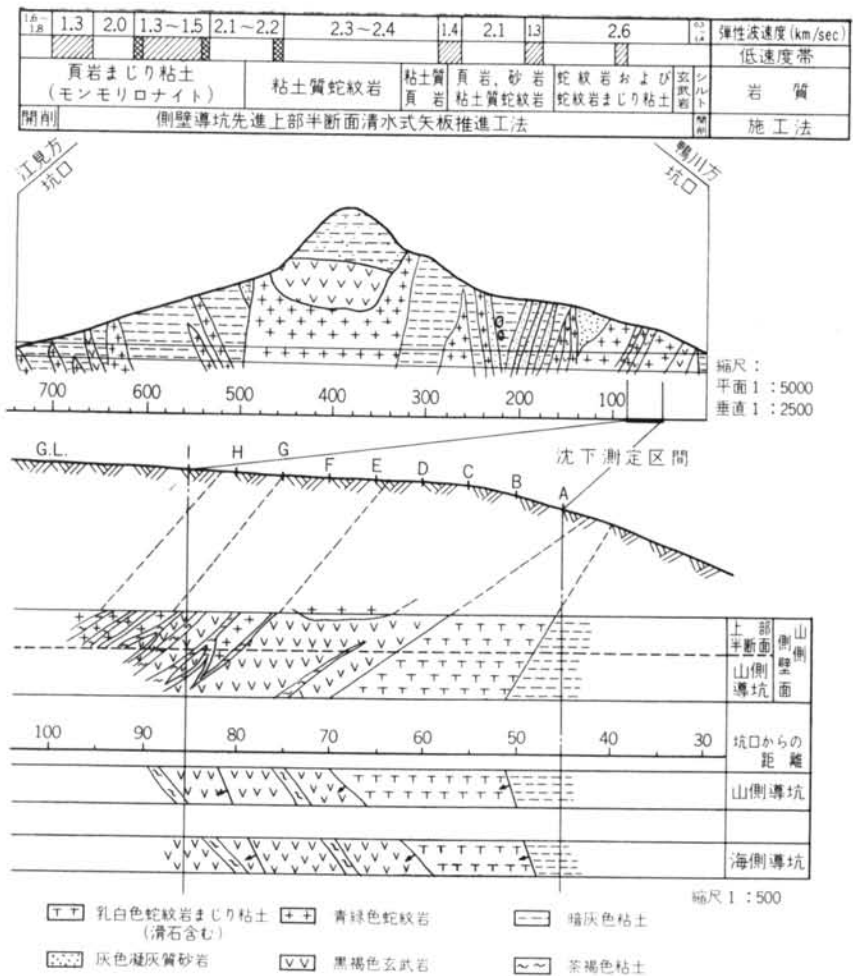 1.6~1.8 1.3 2.0 1.3~1.5 2.1~2.2 2.3~2.4 1.4 2.1 1.3 2.6 弾性波速度(km/sec)
低速度帯
頁岩まじり粘土(モンモリロナイト) 粘土質蛇紋岩 粘土質頁岩 頁岩,砂岩粘土質蛇紋岩 蛇紋岩および蛇紋岩まじり粘土 玄武岩 シルト 岩質
開削 側壁導坑先進上部半断面清水式矢板推進工法 開削 施工法
江見方坑口
鴨川方坑口
縮尺:
平面1:5000
垂直1:2500
700 600 500 400 300 200 100
沈下測定区間
G.L. H G F E D C B A
上部半断面
山側導坑
側壁面
山側
100 90 80 70 60 50 40 30 坑口からの距離
山側導坑
海側導坑
縮尺1:500
乳白色蛇紋岩まじり粘土 青緑色蛇紋岩 暗灰色粘土
(滑石含む)
灰色凝灰質砂岩 黒褐色玄武岩 茶褐色粘土